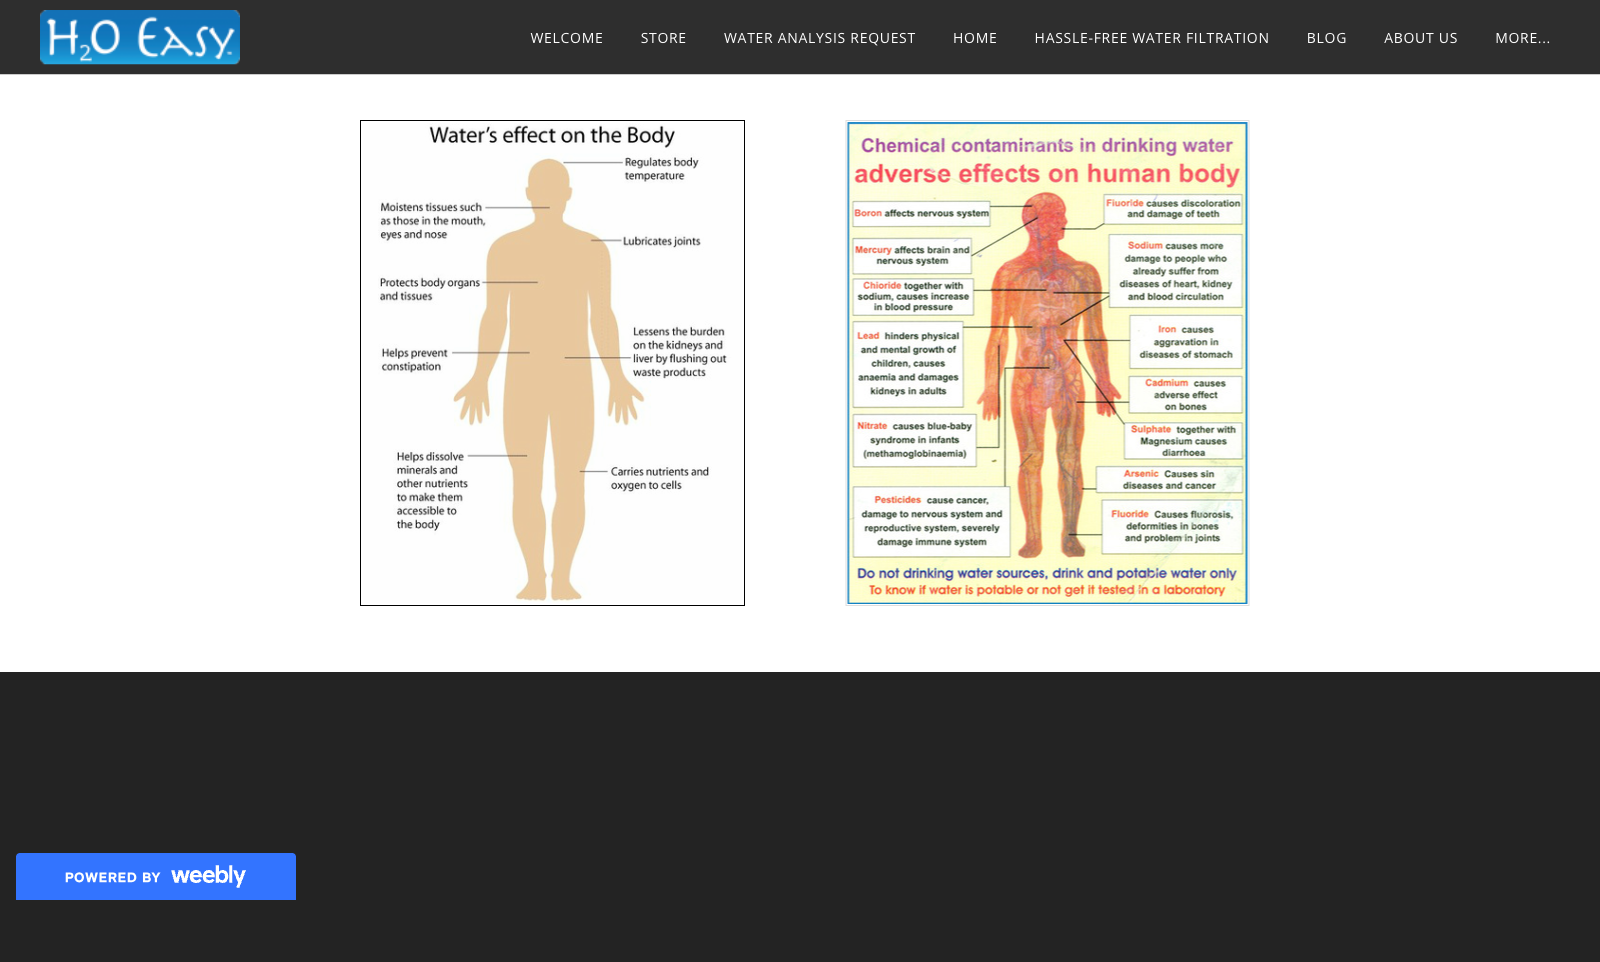 H2O Easy
WELCOME
STORE
WATER ANALYSIS REQUEST
HOME
HASSLE-FREE WATER FILTRATION
BLOG
ABOUT US
MORE...
Water's effect on the Body
Regulates body
temperature
Moistens tissues such
as those in the mouth,
eyes and nose
Lubricates joints
Protects body organs
and tissues
Lessens the burden
on the kidneys and
liver by flushing out
waste products
Helps prevent
constipation
Helps dissolve
minerals and
other nutrients
to make them
accessible to
the body
Carries nutrients and
oxygen to cells
Chemical contaminants in drinking water
adverse effects on human body
Boron affects nervous system
Fluoride causes discoloration
and damage of teeth
Mercury affects brain and
nervous system
Sodium causes more
damage to people who
already suffer from
diseases of heart, kidney
and blood circulation
Chloride together with
sodium, causes increase
in blood pressure
Lead hinders physical
and mental growth of
children, causes
anaemia and damages
kidneys in adults
Iron causes
aggravation in
diseases of stomach
Cadmium causes
adverse effect
on bones
Nitrate causes blue-baby
syndrome in infants
(methamoglobinaemia)
Sulphate together with
Magnesium causes
diarrhoea
Arsenic Causes sin
diseases and cancer
Pesticides cause cancer,
damage to nervous system and
reproductive system, severely
damage immune system
Fluoride Causes fluorosis,
deformities in bones
and problem in joints
Do not drinking water sources, drink and potable water only
To know if water is potable or not get it tested in a laboratory
POWERED BY weebly